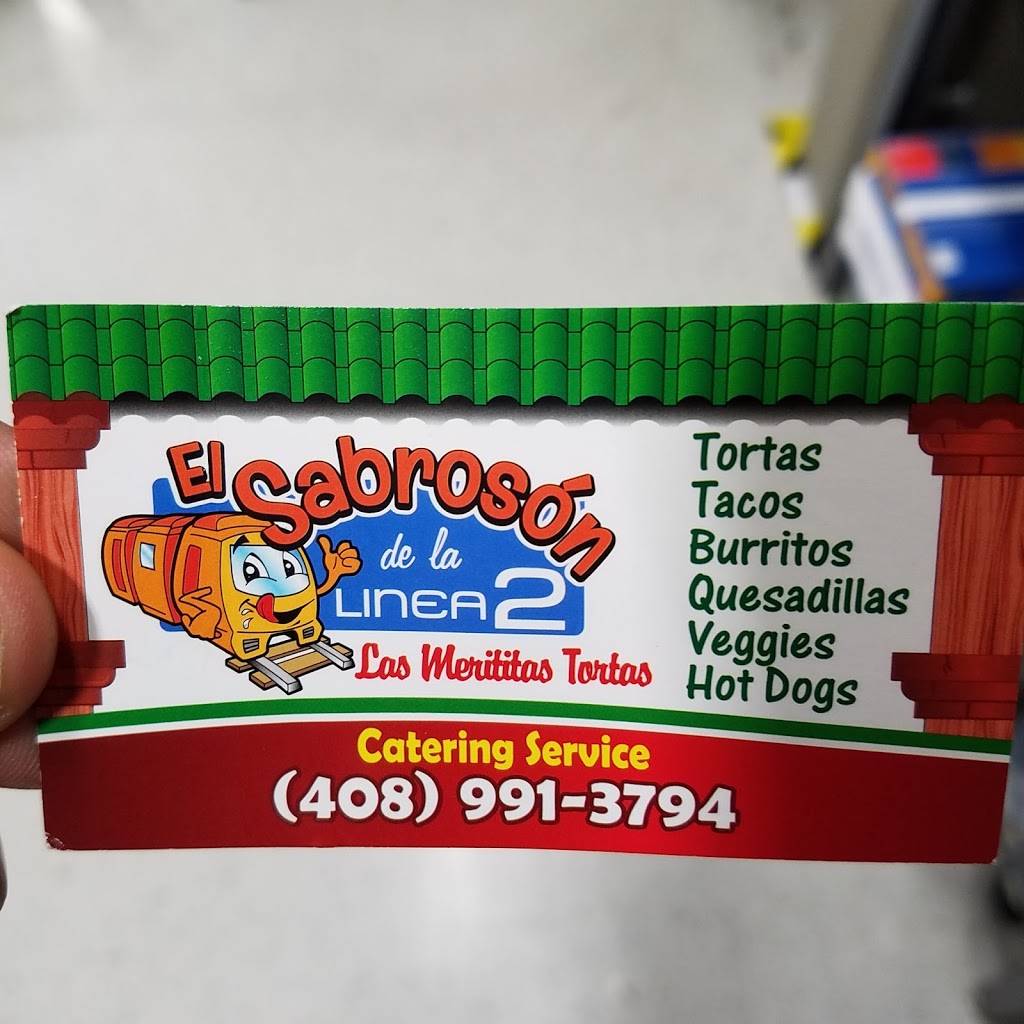 El Sabrosón
de la
LINEA 2
Las Merititas Tortas
Tortas
Tacos
Burritos
Quesadillas
Veggies
Hot Dogs
Catering Service
(408) 991-3794